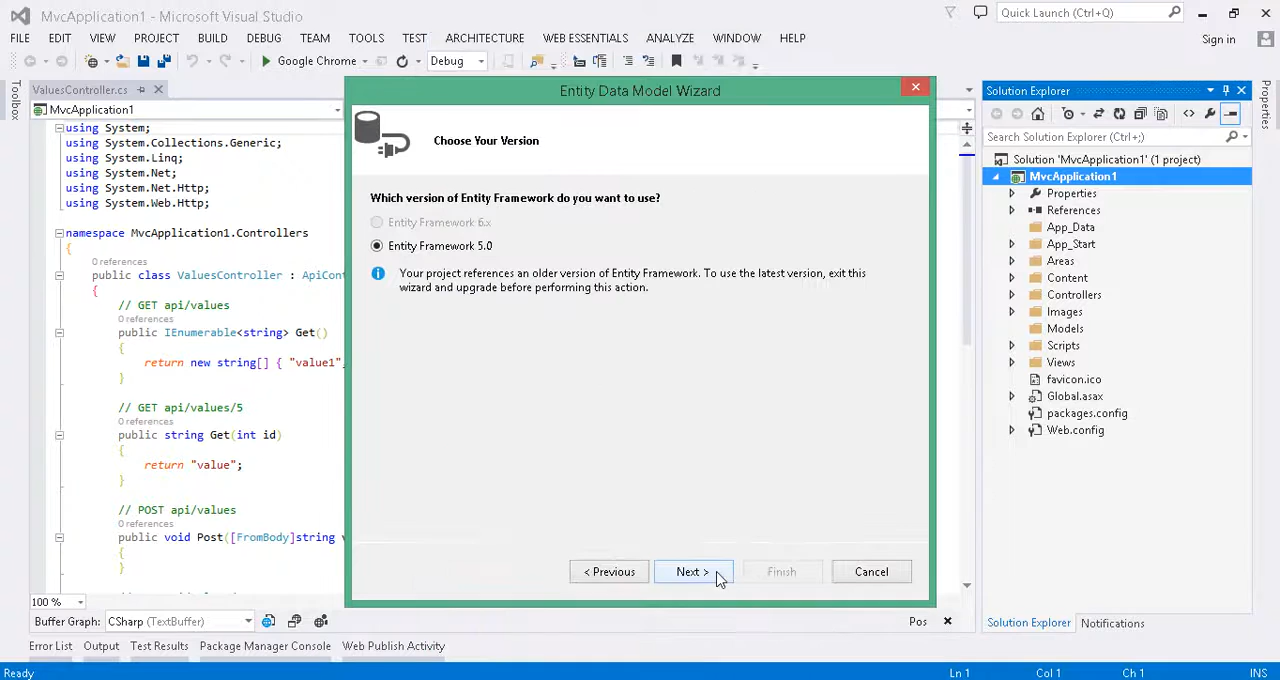 MvcApplication1 - Microsoft Visual Studio
Quick Launch (Ctrl+Q)
FILE EDIT VIEW PROJECT BUILD DEBUG TEAM TOOLS TEST ARCHITECTURE WEB ESSENTIALS ANALYZE WINDOW HELP
Sign in
Google Chrome Debug
Toolbox
ValuesController.cs
MvcApplication1
using System;
using System.Collections.Generic;
using System.Linq;
using System.Net;
using System.Net.Http;
using System.Web.Http;
namespace MvcApplication1.Controllers
{
0 references
public class ValuesController : ApiCont
{
// GET api/values
0 references
public IEnumerable<string> Get()
{
return new string[] { "value1",
}
// GET api/values/5
0 references
public string Get(int id)
{
return "value";
}
// POST api/values
0 references
public void Post([FromBody]string v
{
}
100 %
Buffer Graph: CSharp (TextBuffer)
Pos
Error List Output Test Results Package Manager Console Web Publish Activity
Ready
Ln 1 Col 1 Ch 1 INS
Entity Data Model Wizard
Choose Your Version
Which version of Entity Framework do you want to use?
Entity Framework 6.x
Entity Framework 5.0
Your project references an older version of Entity Framework. To use the latest version, exit this
wizard and upgrade before performing this action.
< Previous Next > Finish Cancel
Solution Explorer
Search Solution Explorer (Ctrl+;)
Solution 'MvcApplication1' (1 project)
MvcApplication1
Properties
References
App_Data
App_Start
Areas
Content
Controllers
Images
Models
Scripts
Views
favicon.ico
Global.asax
packages.config
Web.config
Solution Explorer Notifications
Properties